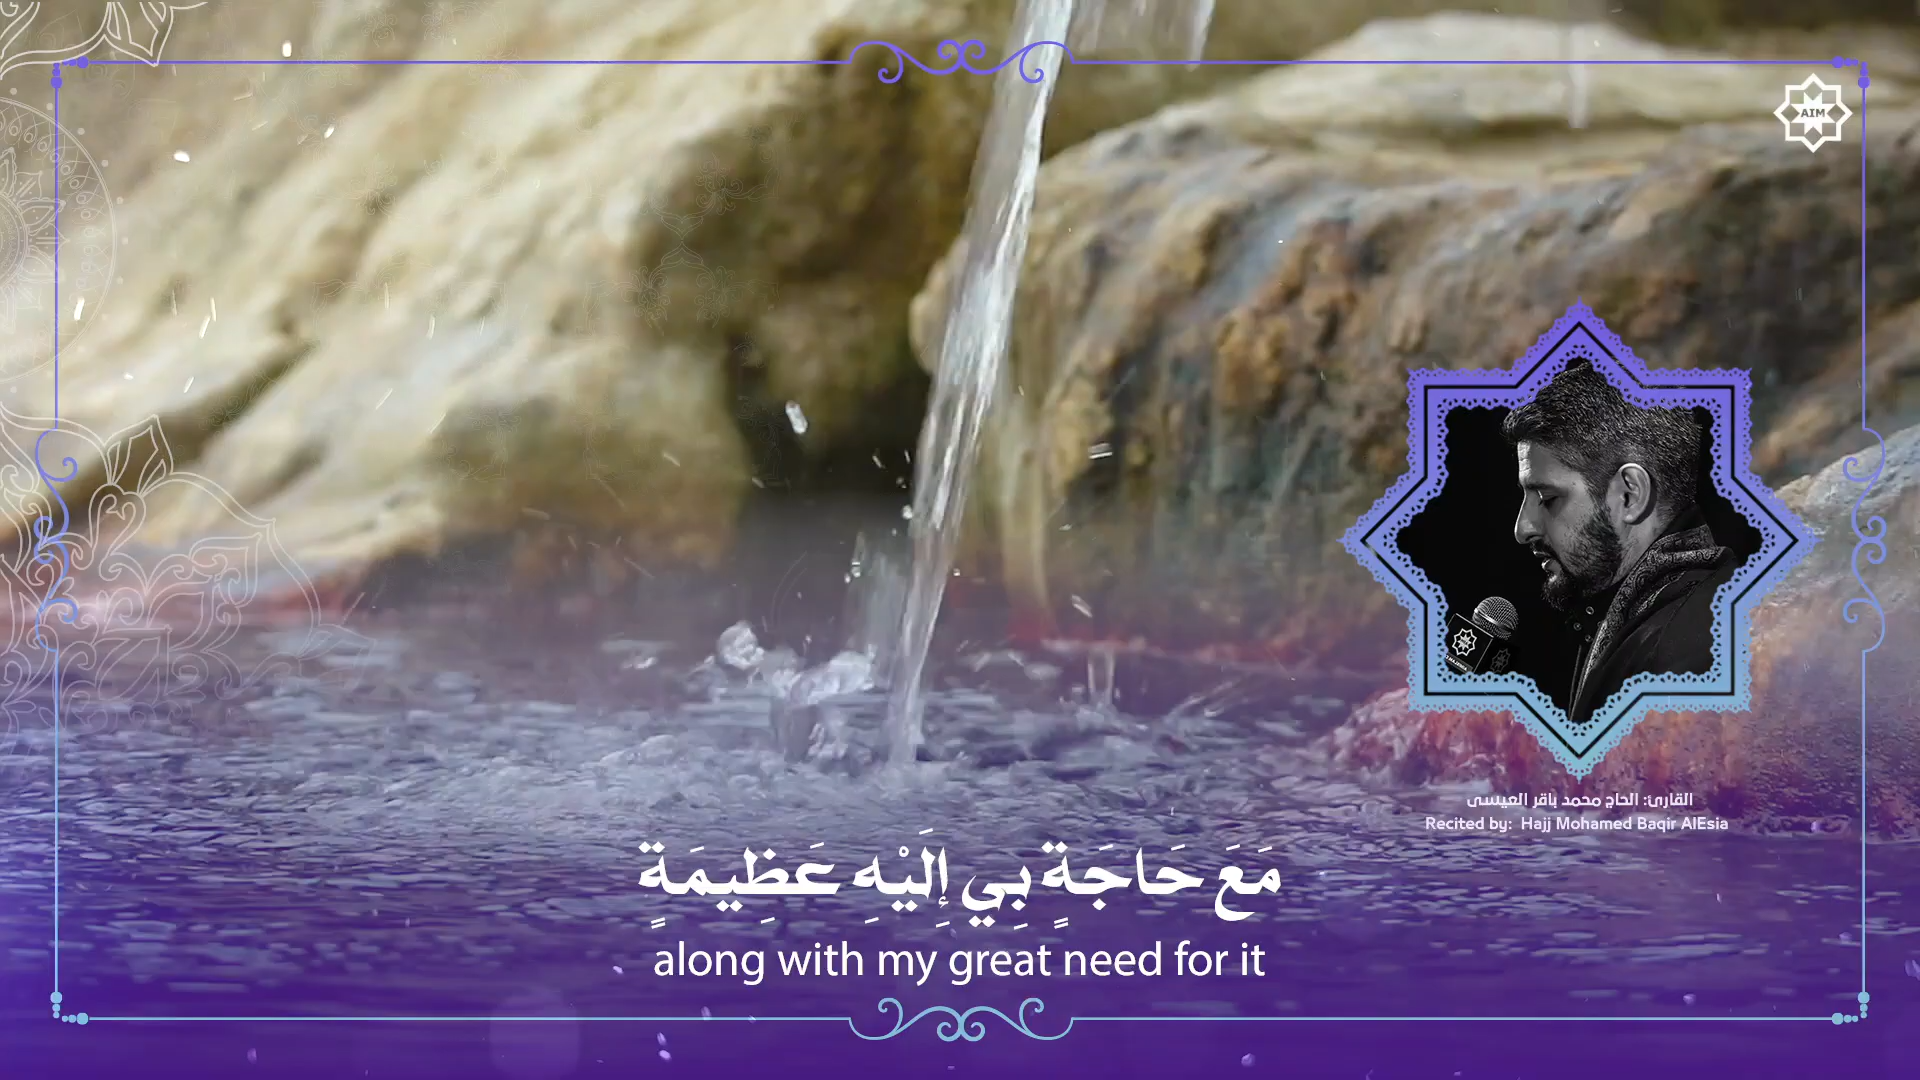 AIM
القارئ: الحاج محمد باقر العيسى
Recited by: Hajj Mohamed Baqir AlEsia
مَعَ حَاجَةٍ بِي إِلَيْهِ عَظِيمَةٍ
along with my great need for it